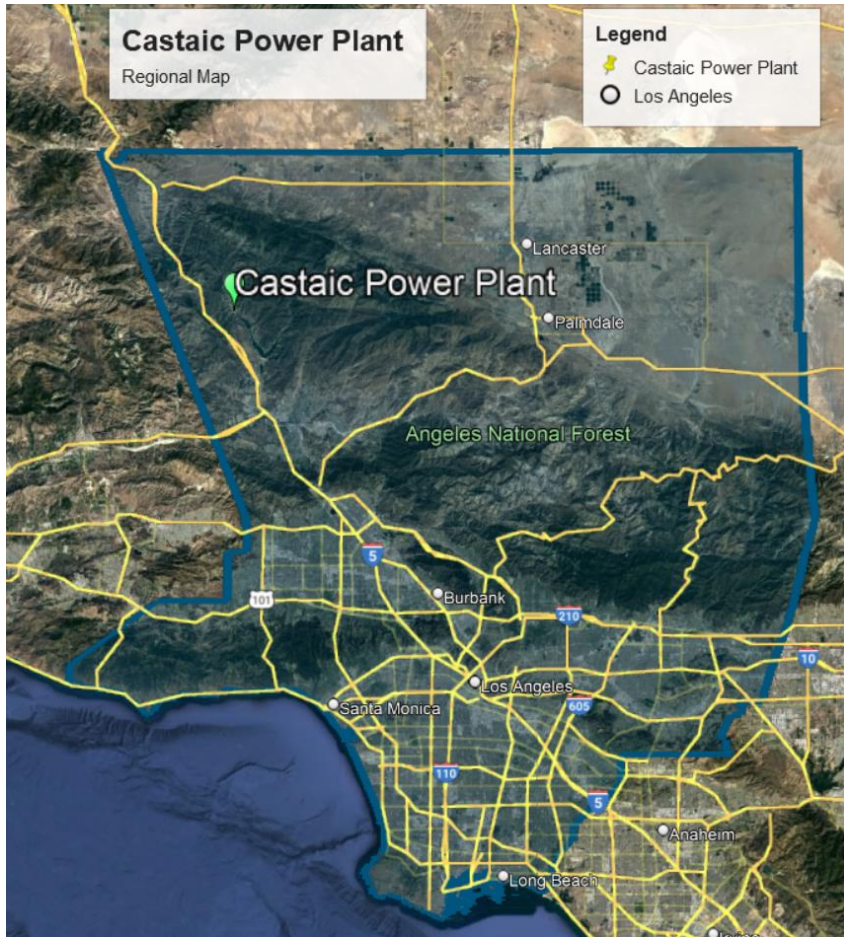 Castaic Power Plant
Regional Map
Legend
Castaic Power Plant
Los Angeles
Lancaster
Castaic Power Plant
Palmdale
Angeles National Forest
5
Burbank
101
210
10
Los Angeles
605
Santa Monica
110
5
Anaheim
Long Beach